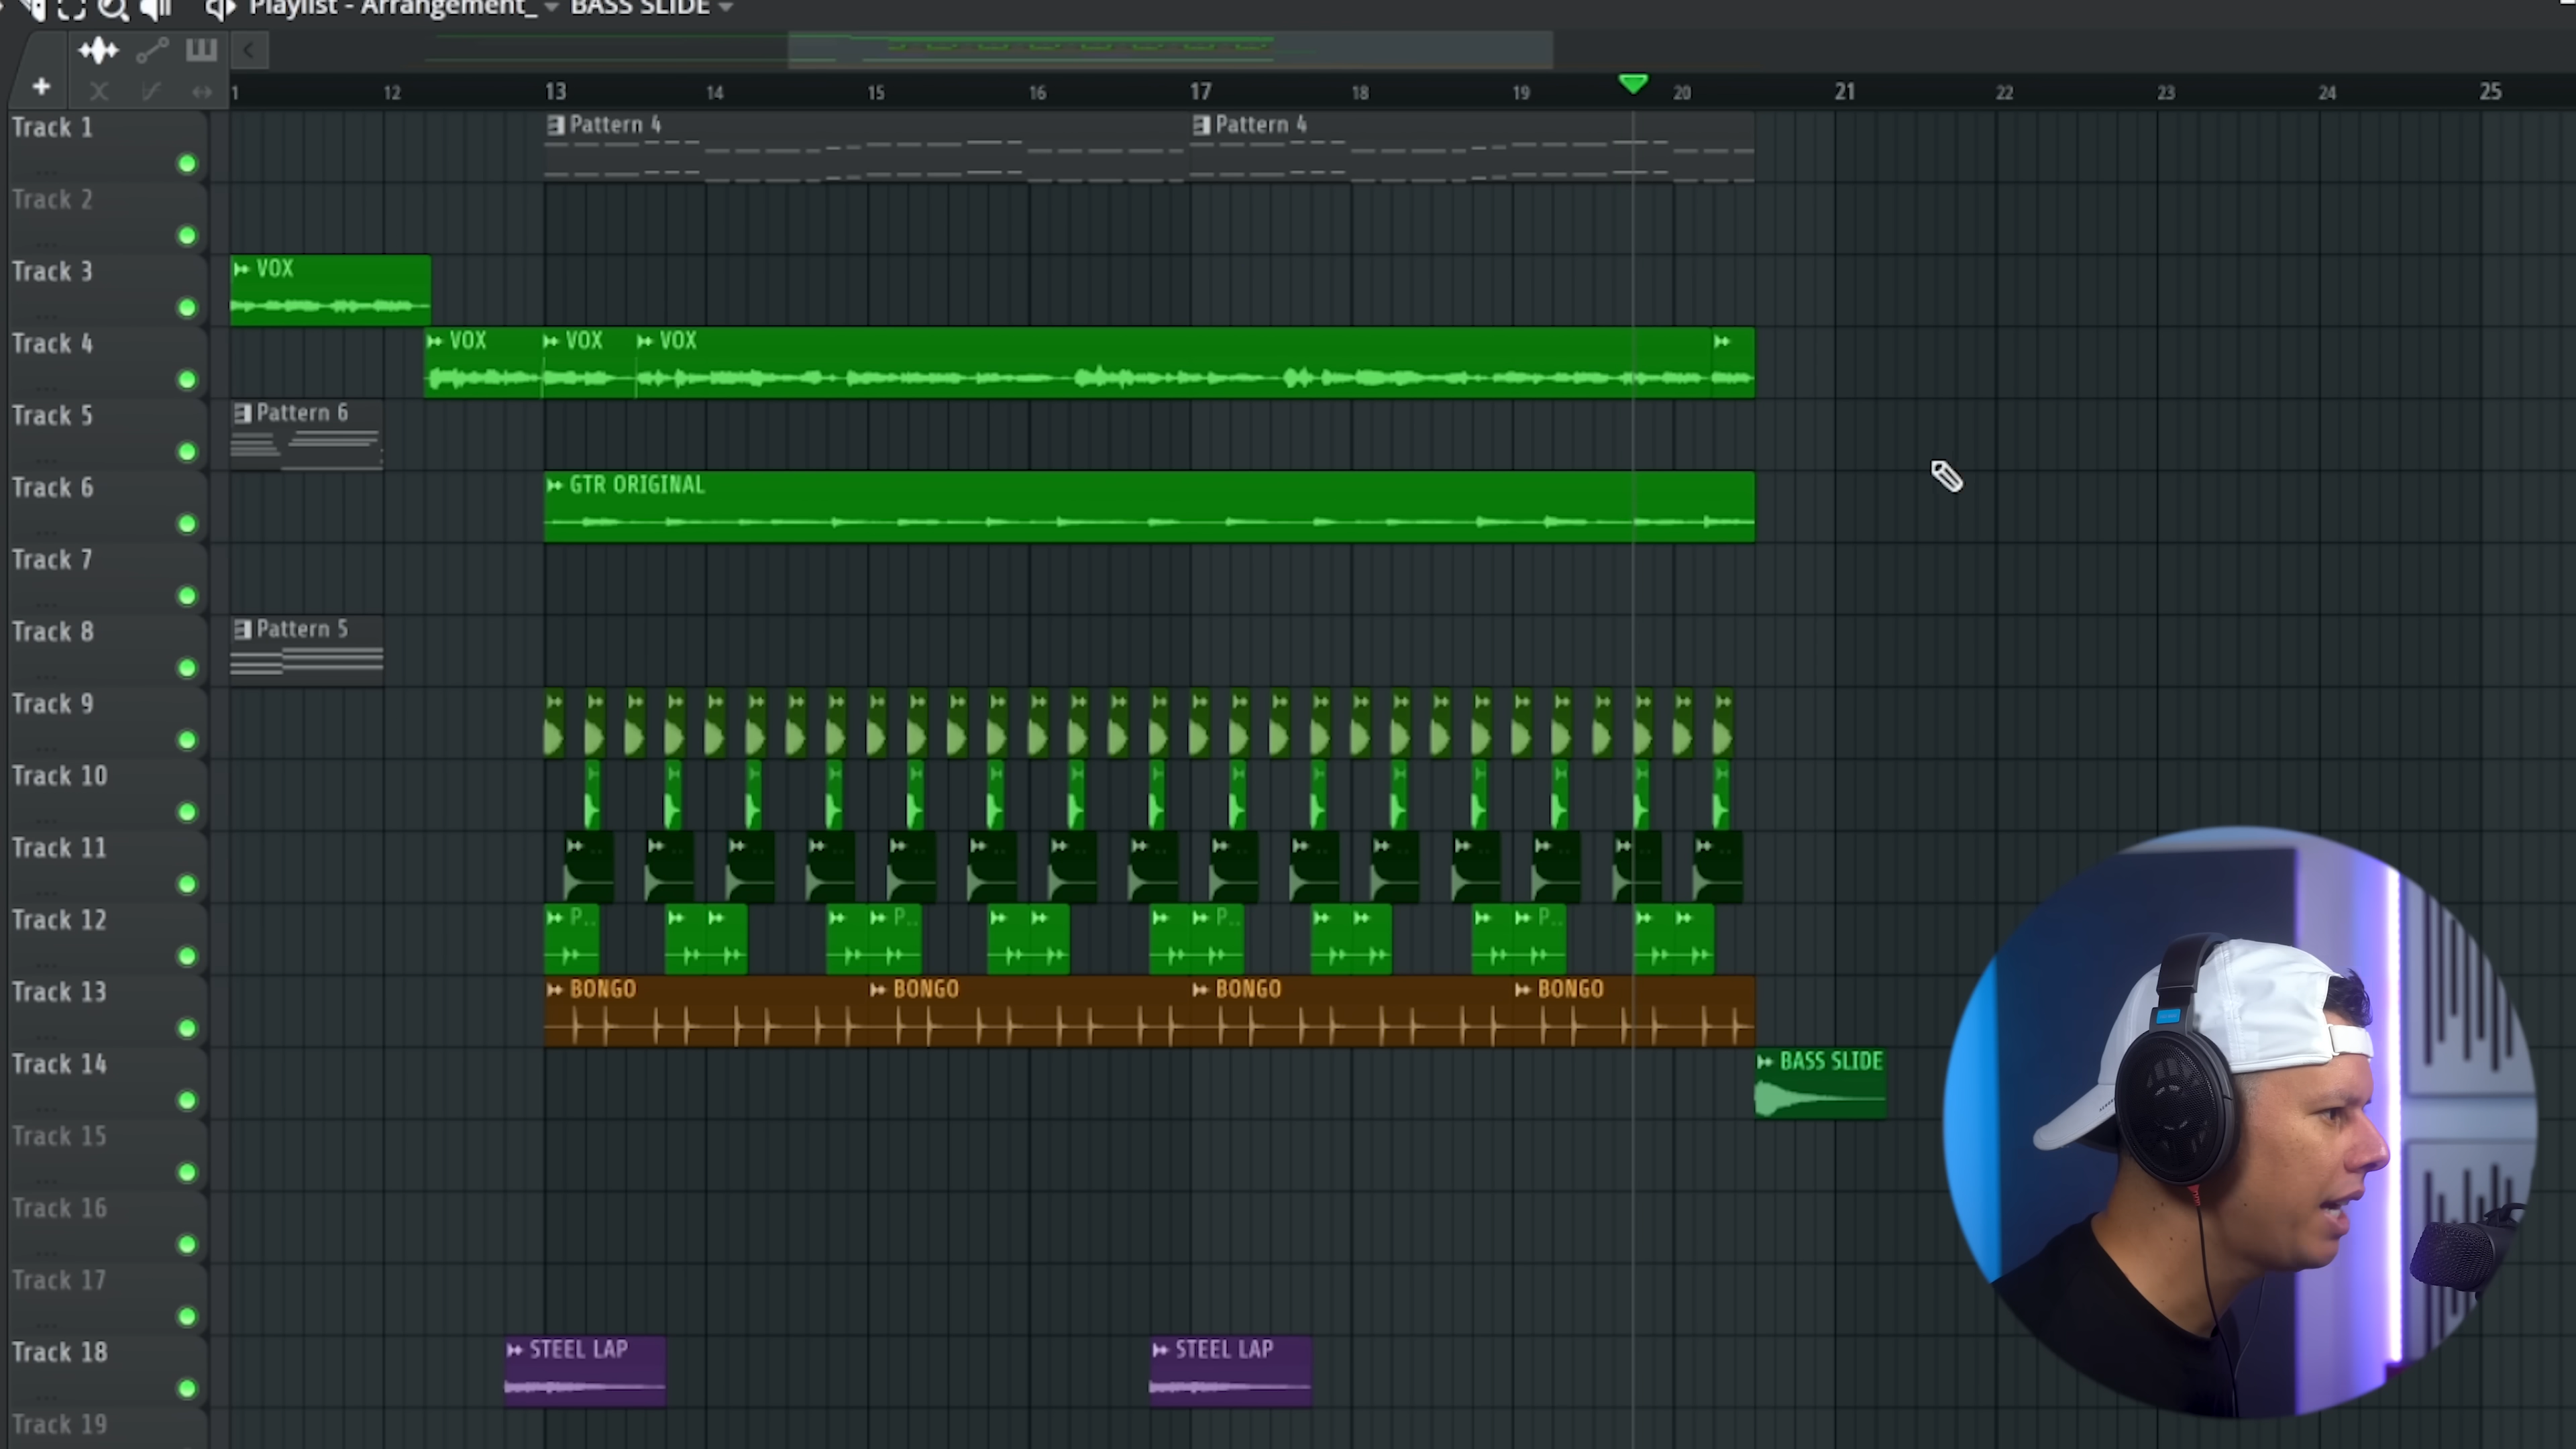 Playlist - Arrangement_ BASS SLIDE
1 12 13 14 15 16 17 18 19 20 21 22 23 24 25
Track 1
Pattern 4 Pattern 4
Track 2
Track 3
VOX
Track 4
VOX VOX VOX
Track 5
Pattern 6
Track 6
GTR ORIGINAL
Track 7
Track 8
Pattern 5
Track 9
Track 10
Track 11
Track 12
P.. P.. P.. P..
Track 13
BONGO BONGO BONGO BONGO
Track 14
BASS SLIDE
Track 15
Track 16
Track 17
Track 18
STEEL LAP STEEL LAP
Track 19